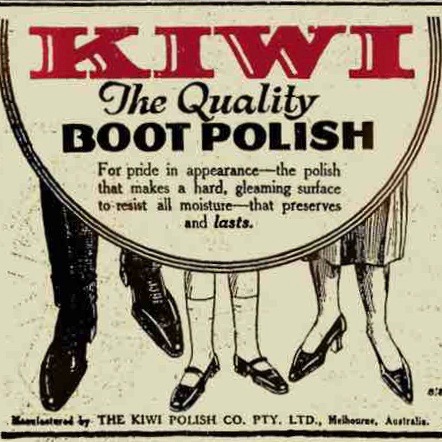 KIWI
The Quality
BOOT POLISH
For pride in appearance—the polish
that makes a hard, gleaming surface
to resist all moisture—that preserves
and lasts.
Manufactured by THE KIWI POLISH CO. PTY. LTD., Melbourne, Australia.